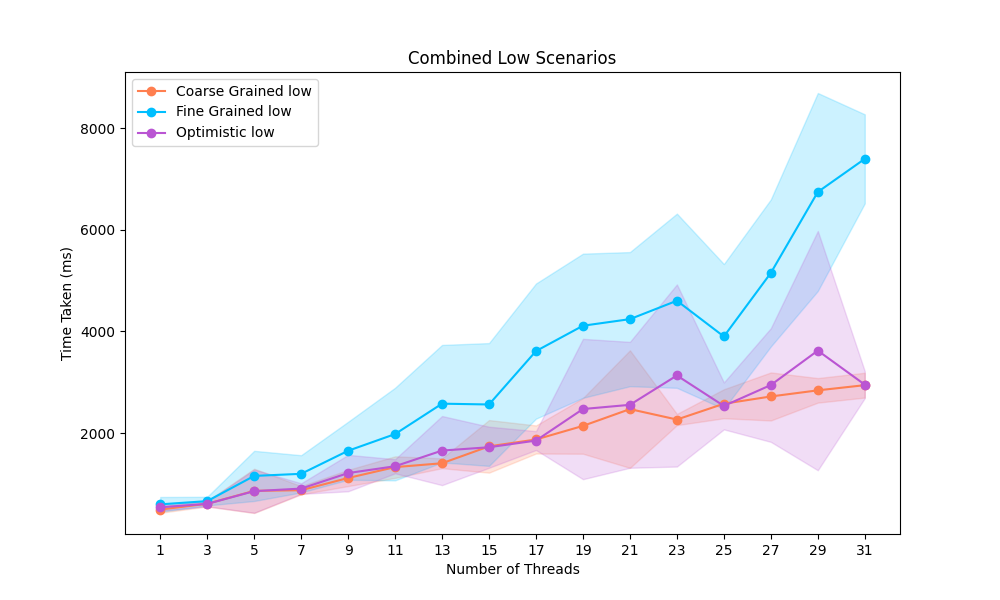 Combined Low Scenarios
Coarse Grained low
Fine Grained low
Optimistic low
Time Taken (ms)
8000
6000
4000
2000
1 3 5 7 9 11 13 15 17 19 21 23 25 27 29 31
Number of Threads